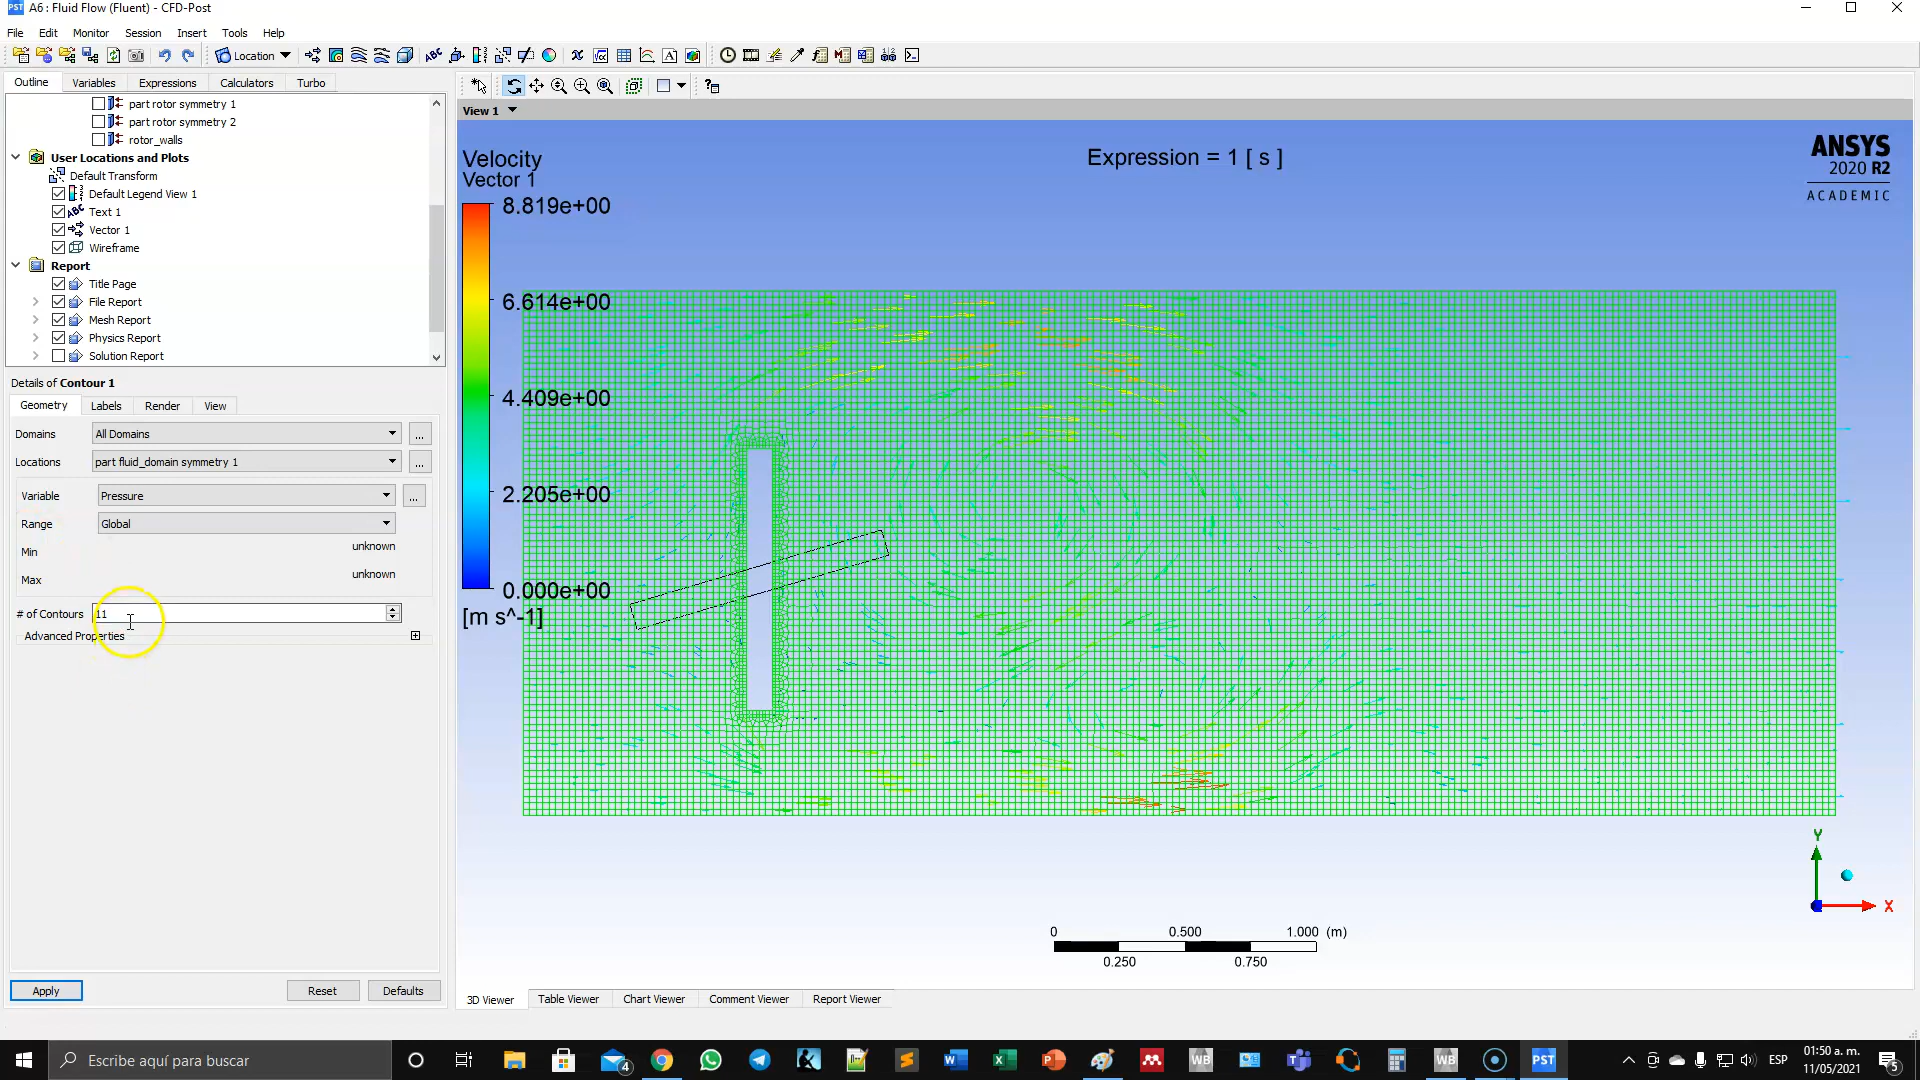 PST A6 : Fluid Flow (Fluent) - CFD-Post
File Edit Monitor Session Insert Tools Help
Location
Outline Variables Expressions Calculators Turbo
part rotor symmetry 1
part rotor symmetry 2
rotor_walls
User Locations and Plots
Default Transform
Default Legend View 1
Text 1
Vector 1
Wireframe
Report
Title Page
File Report
Mesh Report
Physics Report
Solution Report
Details of Contour 1
Geometry Labels Render View
Domains All Domains ...
Locations part fluid_domain symmetry 1 ...
Variable Pressure ...
Range Global
Min unknown
Max unknown
# of Contours 11
Advanced Properties
Apply Reset Defaults
View 1
Velocity
Vector 1
8.819e+00
6.614e+00
4.409e+00
2.205e+00
0.000e+00
[m s^-1]
Expression = 1 [ s ]
ANSYS
2020 R2
ACADEMIC
Y
X
0 0.500 1.000 (m)
0.250 0.750
3D Viewer Table Viewer Chart Viewer Comment Viewer Report Viewer
Escribe aquí para buscar
4
WB
WB
PST
ESP
01:50 a. m.
11/05/2021
5